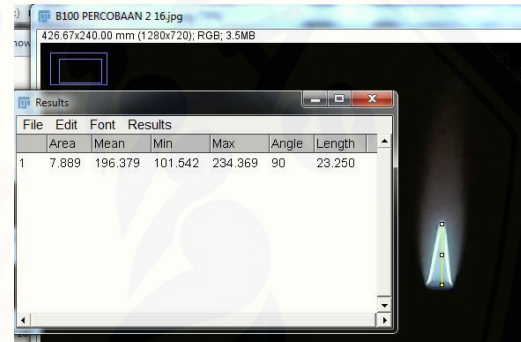 B100 PERCOBAAN 2 16.jpg
426.67x240.00 mm (1280x720); RGB; 3.5MB
Results
File Edit Font Results
Area Mean Min Max Angle Length
1 7.889 196.379 101.542 234.369 90 23.250